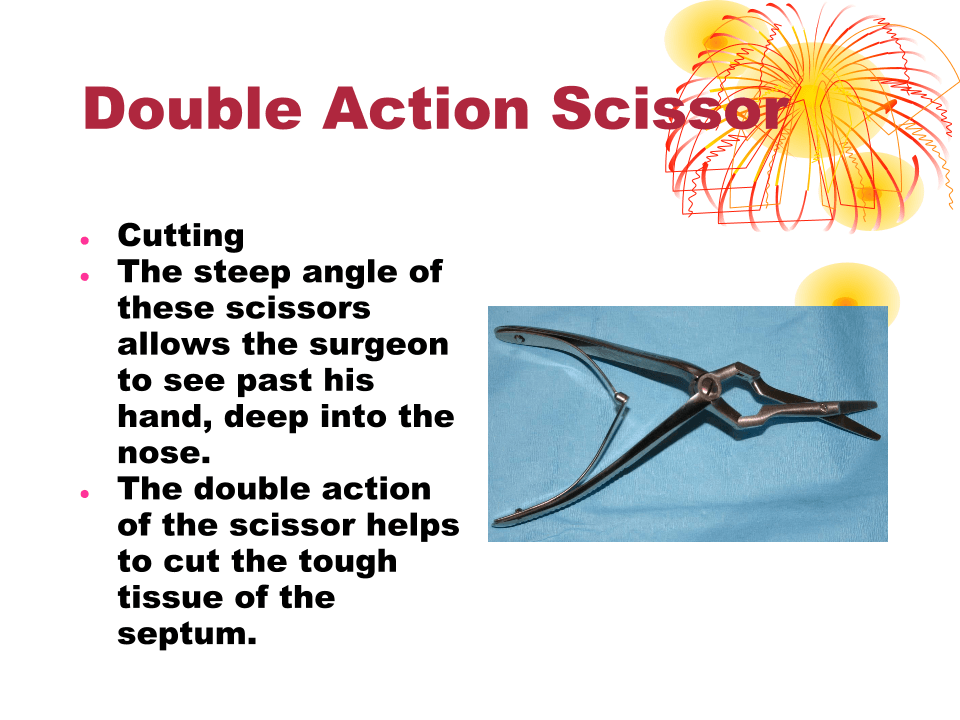 Double Action Scissor
Cutting
The steep angle of
these scissors
allows the surgeon
to see past his
hand, deep into the
nose.
The double action
of the scissor helps
to cut the tough
tissue of the
septum.